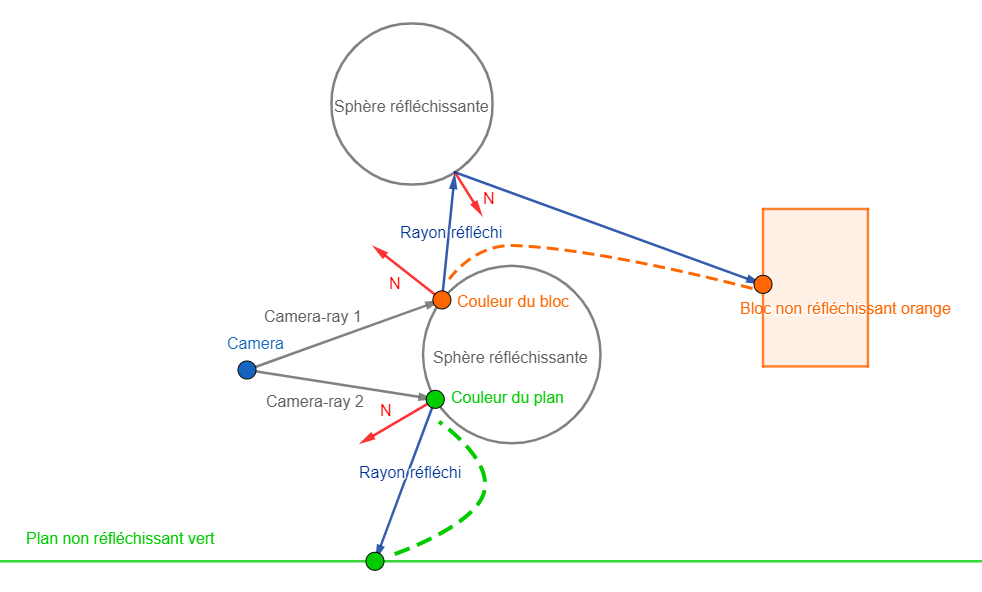 Sphère réfléchissante
N
Rayon réfléchi
N
Couleur du bloc
Bloc non réfléchissant orange
Camera-ray 1
Camera
Sphère réfléchissante
Camera-ray 2
N
Couleur du plan
Rayon réfléchi
Plan non réfléchissant vert